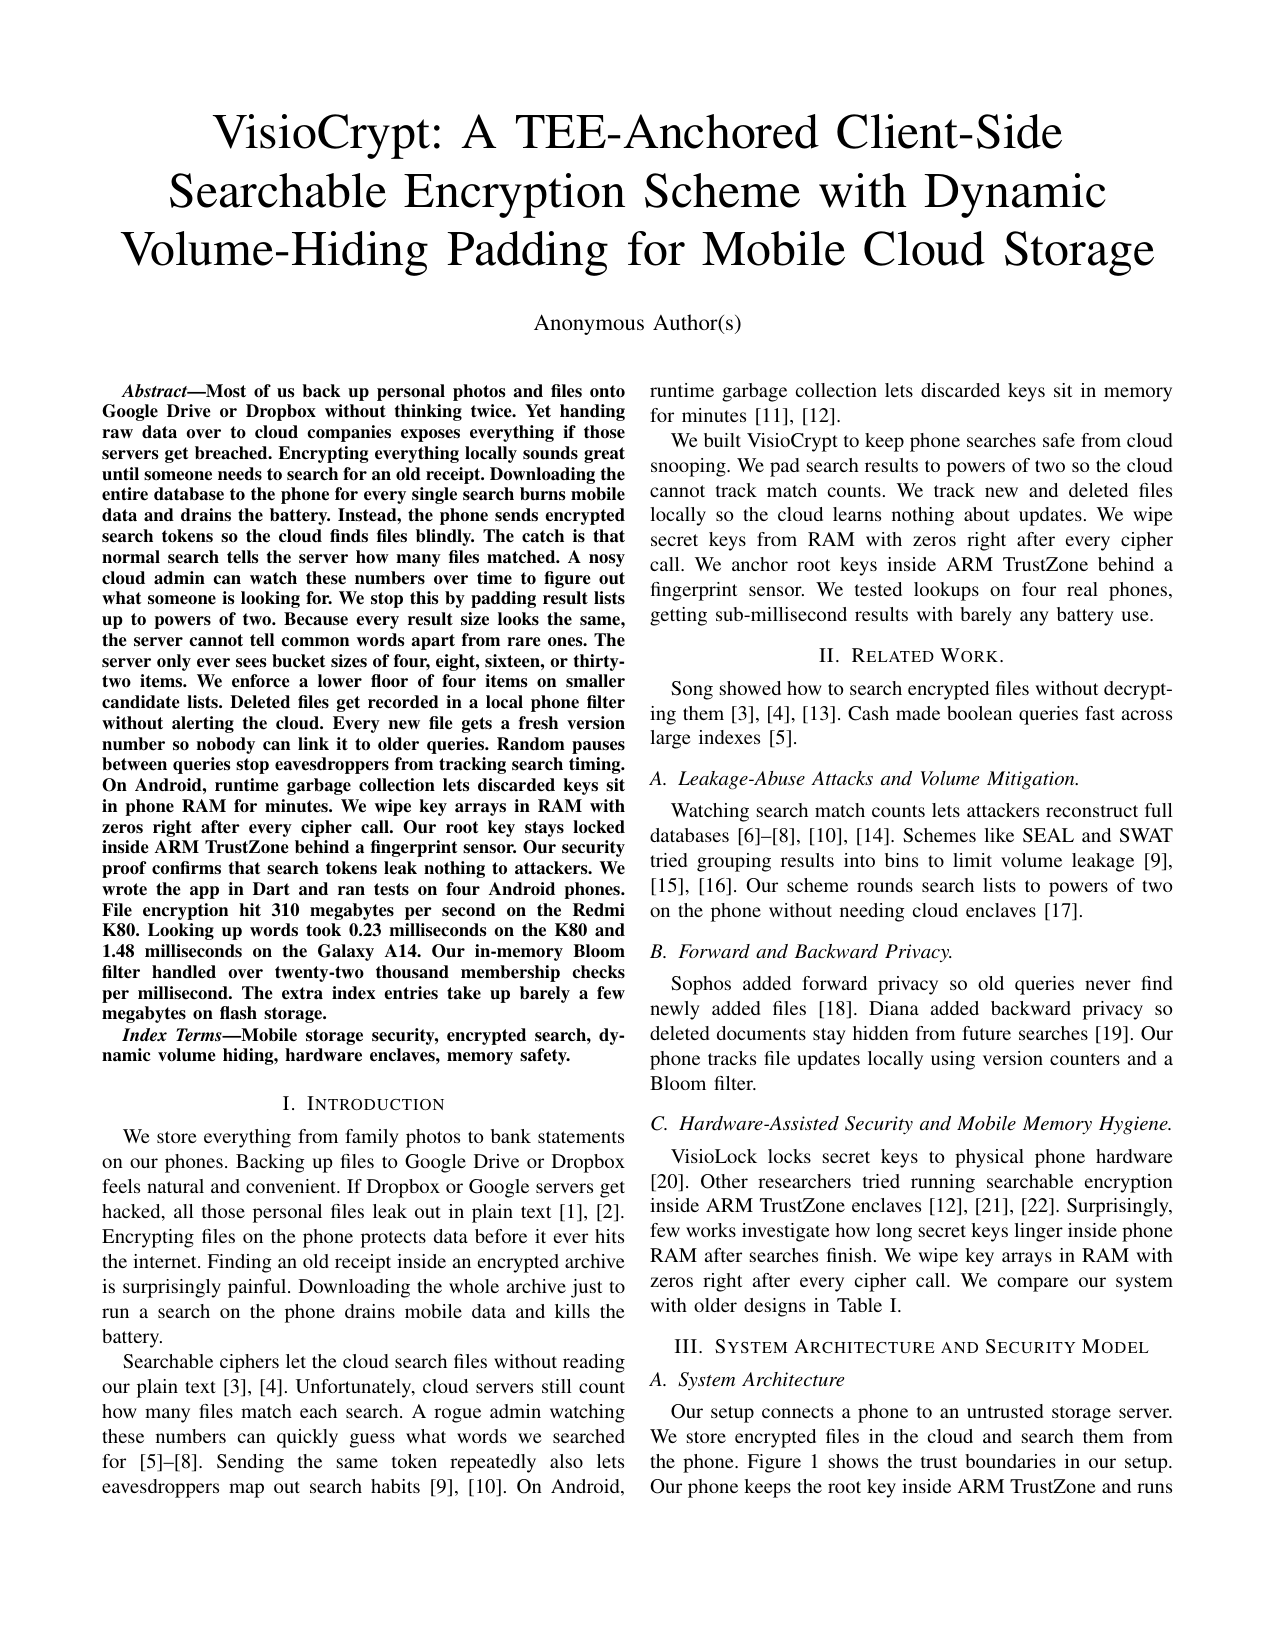 VisioCrypt: A TEE-Anchored Client-Side
Searchable Encryption Scheme with Dynamic
Volume-Hiding Padding for Mobile Cloud Storage
Anonymous Author(s)
Abstract—Most of us back up personal photos and files onto
Google Drive or Dropbox without thinking twice. Yet handing
raw data over to cloud companies exposes everything if those
servers get breached. Encrypting everything locally sounds great
until someone needs to search for an old receipt. Downloading the
entire database to the phone for every single search burns mobile
data and drains the battery. Instead, the phone sends encrypted
search tokens so the cloud finds files blindly. The catch is that
normal search tells the server how many files matched. A nosy
cloud admin can watch these numbers over time to figure out
what someone is looking for. We stop this by padding result lists
up to powers of two. Because every result size looks the same,
the server cannot tell common words apart from rare ones. The
server only ever sees bucket sizes of four, eight, sixteen, or thirty-
two items. We enforce a lower floor of four items on smaller
candidate lists. Deleted files get recorded in a local phone filter
without alerting the cloud. Every new file gets a fresh version
number so nobody can link it to older queries. Random pauses
between queries stop eavesdroppers from tracking search timing.
On Android, runtime garbage collection lets discarded keys sit
in phone RAM for minutes. We wipe key arrays in RAM with
zeros right after every cipher call. Our root key stays locked
inside ARM TrustZone behind a fingerprint sensor. Our security
proof confirms that search tokens leak nothing to attackers. We
wrote the app in Dart and ran tests on four Android phones.
File encryption hit 310 megabytes per second on the Redmi
K80. Looking up words took 0.23 milliseconds on the K80 and
1.48 milliseconds on the Galaxy A14. Our in-memory Bloom
filter handled over twenty-two thousand membership checks
per millisecond. The extra index entries take up barely a few
megabytes on flash storage.
Index Terms—Mobile storage security, encrypted search, dy-
namic volume hiding, hardware enclaves, memory safety.
I. INTRODUCTION
We store everything from family photos to bank statements
on our phones. Backing up files to Google Drive or Dropbox
feels natural and convenient. If Dropbox or Google servers get
hacked, all those personal files leak out in plain text [1], [2].
Encrypting files on the phone protects data before it ever hits
the internet. Finding an old receipt inside an encrypted archive
is surprisingly painful. Downloading the whole archive just to
run a search on the phone drains mobile data and kills the
battery.
Searchable ciphers let the cloud search files without reading
our plain text [3], [4]. Unfortunately, cloud servers still count
how many files match each search. A rogue admin watching
these numbers can quickly guess what words we searched
for [5]–[8]. Sending the same token repeatedly also lets
eavesdroppers map out search habits [9], [10]. On Android,
runtime garbage collection lets discarded keys sit in memory
for minutes [11], [12].
We built VisioCrypt to keep phone searches safe from cloud
snooping. We pad search results to powers of two so the cloud
cannot track match counts. We track new and deleted files
locally so the cloud learns nothing about updates. We wipe
secret keys from RAM with zeros right after every cipher
call. We anchor root keys inside ARM TrustZone behind a
fingerprint sensor. We tested lookups on four real phones,
getting sub-millisecond results with barely any battery use.
II. RELATED WORK.
Song showed how to search encrypted files without decrypt-
ing them [3], [4], [13]. Cash made boolean queries fast across
large indexes [5].
A. Leakage-Abuse Attacks and Volume Mitigation.
Watching search match counts lets attackers reconstruct full
databases [6]–[8], [10], [14]. Schemes like SEAL and SWAT
tried grouping results into bins to limit volume leakage [9],
[15], [16]. Our scheme rounds search lists to powers of two
on the phone without needing cloud enclaves [17].
B. Forward and Backward Privacy.
Sophos added forward privacy so old queries never find
newly added files [18]. Diana added backward privacy so
deleted documents stay hidden from future searches [19]. Our
phone tracks file updates locally using version counters and a
Bloom filter.
C. Hardware-Assisted Security and Mobile Memory Hygiene.
VisioLock locks secret keys to physical phone hardware
[20]. Other researchers tried running searchable encryption
inside ARM TrustZone enclaves [12], [21], [22]. Surprisingly,
few works investigate how long secret keys linger inside phone
RAM after searches finish. We wipe key arrays in RAM with
zeros right after every cipher call. We compare our system
with older designs in Table I.
III. SYSTEM ARCHITECTURE AND SECURITY MODEL
A. System Architecture
Our setup connects a phone to an untrusted storage server.
We store encrypted files in the cloud and search them from
the phone. Figure 1 shows the trust boundaries in our setup.
Our phone keeps the root key inside ARM TrustZone and runs